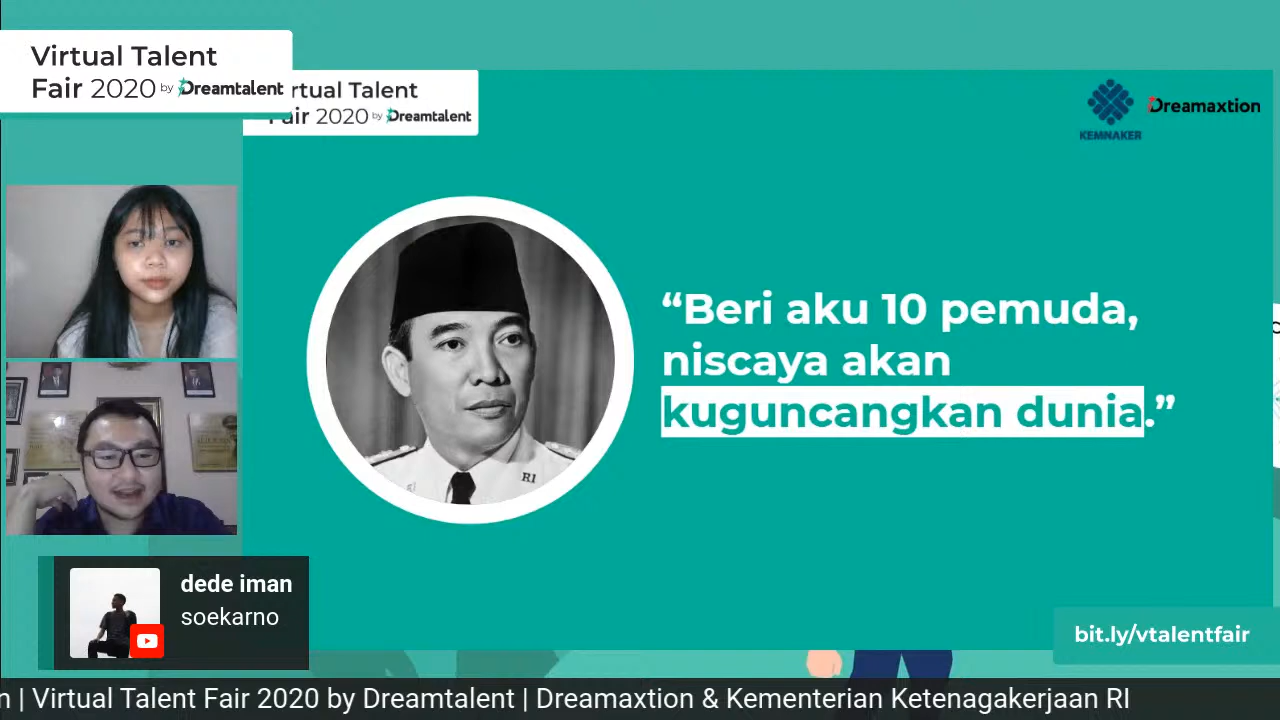 Virtual Talent
Fair 2020 by Dreamtalent
rtual Talent
Fair 2020 by Dreamtalent
KEMNAKER
Dreamaxtion
“Beri aku 10 pemuda,
niscaya akan
kuguncangkan dunia.”
RI
dede iman
soekarno
bit.ly/vtalentfair
n | Virtual Talent Fair 2020 by Dreamtalent | Dreamaxtion & Kementerian Ketenagakerjaan RI